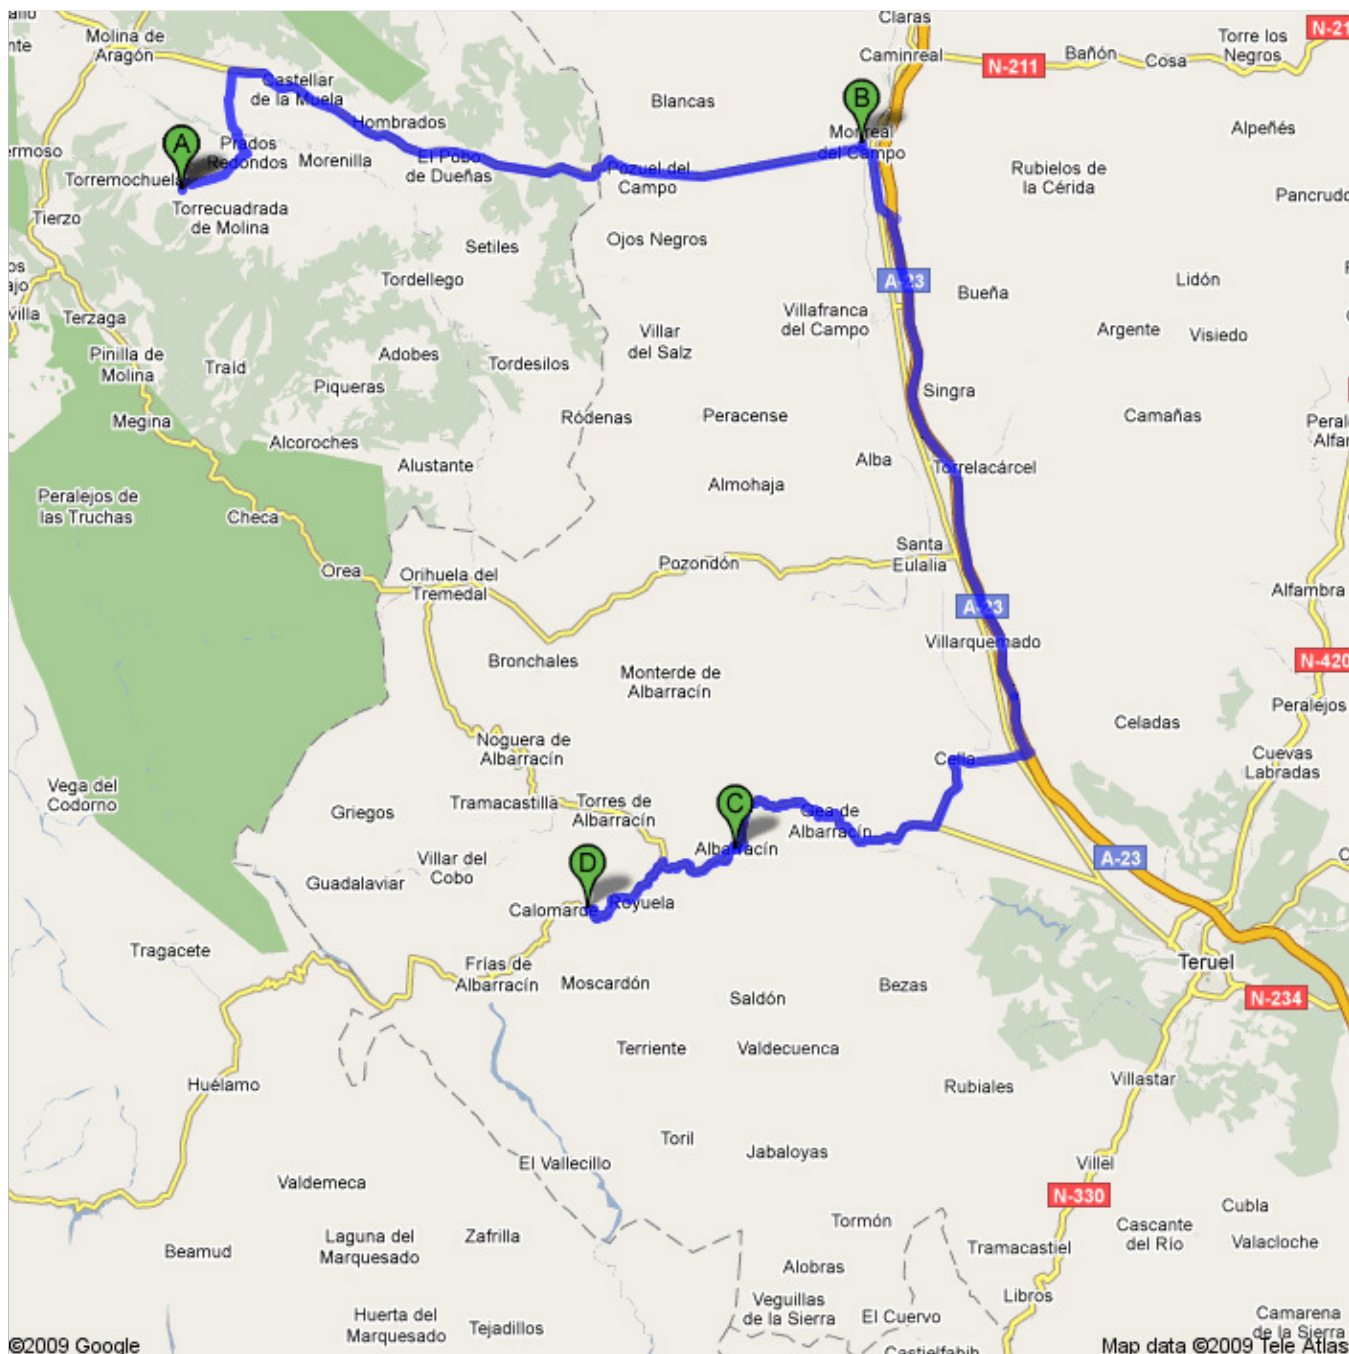 Claras
Molina de
Aragón
Caminreal
N-211
Bañón
Cosa
Torre los
Negros
N-21
Castellar
de la Muela
Blancas
B
Hombrados
Monreal
del Campo
Alpeñés
A
Prados
Redondos
Morenilla
El Pobo
de Dueñas
Pozuel del
Campo
Rubielos de
la Cérida
Torremochuela
Pancrudo
Tierzo
Torrecuadrada
de Molina
Setiles
Ojos Negros
Tordellego
A-23
Bueña
Lidón
Terzaga
Villafranca
del Campo
Villar
del Salz
Argente
Visiedo
Pinilla de
Molina
Traíd
Adobes
Tordesilos
Piqueras
Singra
Megina
Ródenas
Peracense
Camañas
Alcoroches
Alustante
Alba
Torrelacárcel
Peralejos de
las Truchas
Almohaja
Checa
Santa
Eulalia
Orea
Orihuela del
Tremedal
Pozondón
Alfambra
A-23
Villarquemado
Bronchales
Monterde de
Albarracín
N-420
Peralejos
Celadas
Noguera de
Albarracín
Cella
Cuevas
Labradas
Vega del
Codorno
Griegos
Tramacastilla
Torres de
Albarracín
C
Gea de
Albarracín
Albarracín
A-23
Villar del
Cobo
D
Guadalaviar
Calomarde
Royuela
Tragacete
Teruel
Frías de
Albarracín
Moscardón
Saldón
Bezas
N-234
Terriente
Valdecuenca
Huélamo
Rubiales
Villastar
Toril
Jabaloyas
El Vallecillo
Villel
Valdemeca
N-330
Cubla
Tormón
Cascante
del Río
Laguna del
Marquesado
Zafrilla
Beamud
Tramacastiel
Valacloche
Alobras
Veguillas
de la Sierra
El Cuervo
Libros
Huerta del
Marquesado
Tejadillos
Camarena
de la Sierra
©2009 Google
Map data ©2009 Tele Atlas